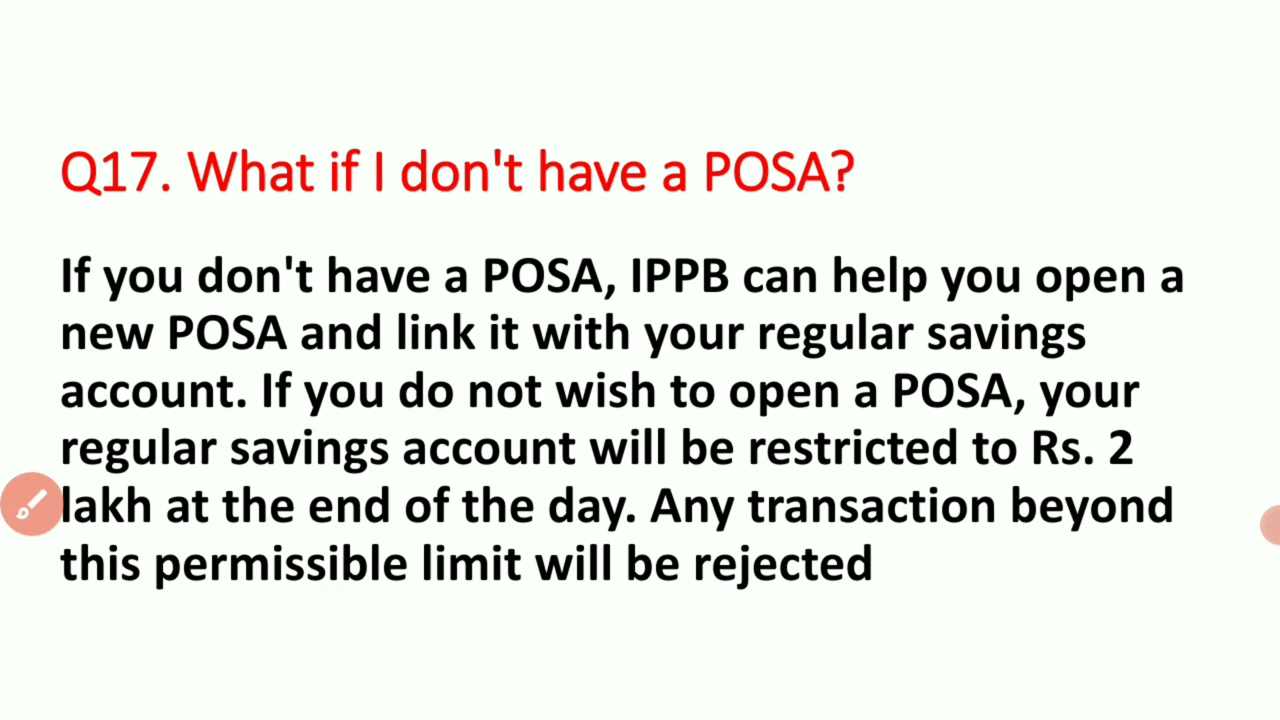 Q17. What if I don't have a POSA?
If you don't have a POSA, IPPB can help you open a
new POSA and link it with your regular savings
account. If you do not wish to open a POSA, your
regular savings account will be restricted to Rs. 2
lakh at the end of the day. Any transaction beyond
this permissible limit will be rejected